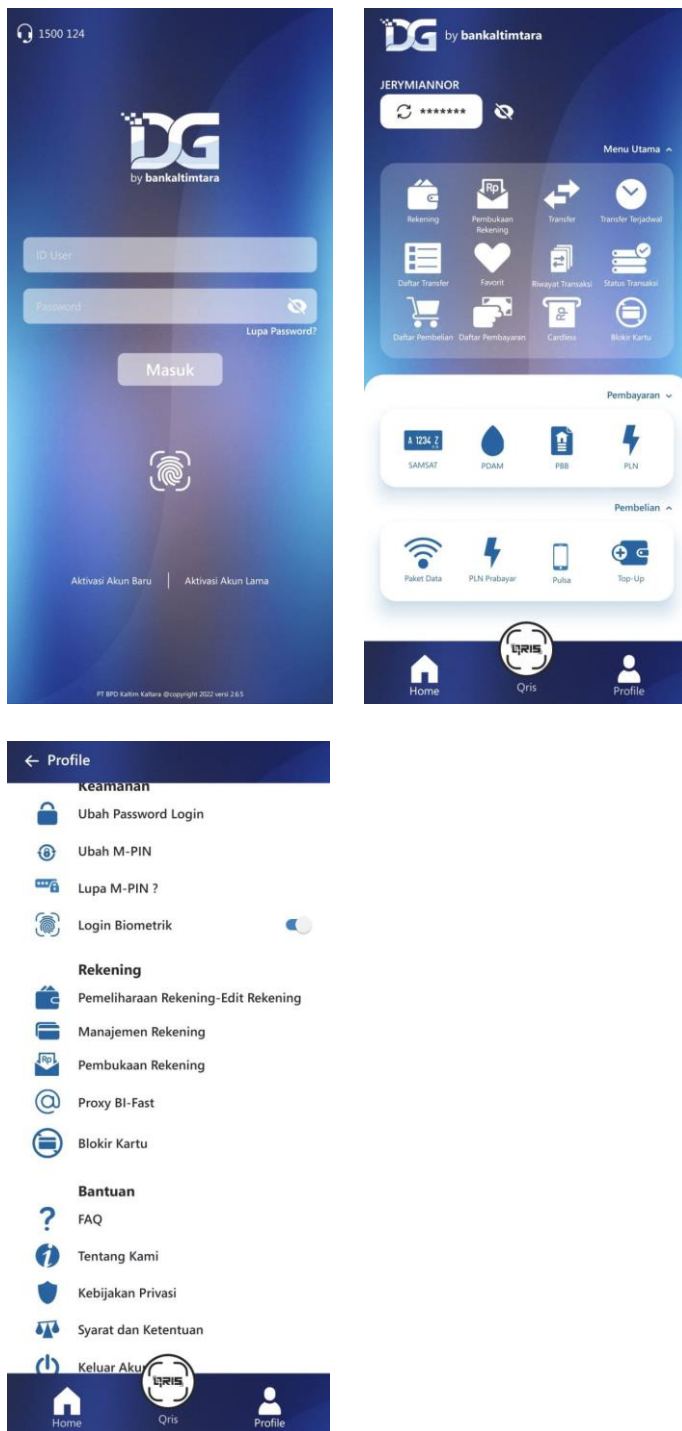 1500 124
DG
by bankaltimtara
ID User
Password
Lupa Password?
Masuk
Aktivasi Akun Baru | Aktivasi Akun Lama
PT BPD Kaltim Kaltara @copyright 2022 versi 2.6.5
DG by bankaltimtara
JERYMIANNOR
*******
Menu Utama
Rp
Rekening Pembukaan Rekening Transfer Transfer Terjadwal
Daftar Transfer Favorit Riwayat Transaksi Status Transaksi
Rp
Daftar Pembelian Daftar Pembayaran Cardless Blokir Kartu
Pembayaran
A 1234 Z
SAMSAT PDAM PBB PLN
Pembelian
Paket Data PLN Prabayar Pulsa Top-Up
QRIS
Home Qris Profile
← Profile
Keamanan
Ubah Password Login
Ubah M-PIN
Lupa M-PIN ?
Login Biometrik
Rekening
Pemeliharaan Rekening-Edit Rekening
Manajemen Rekening
Rp
Pembukaan Rekening
@ Proxy BI-Fast
Blokir Kartu
Bantuan
? FAQ
i Tentang Kami
Kebijakan Privasi
Syarat dan Ketentuan
Keluar Aku
QRIS
Home Qris Profile